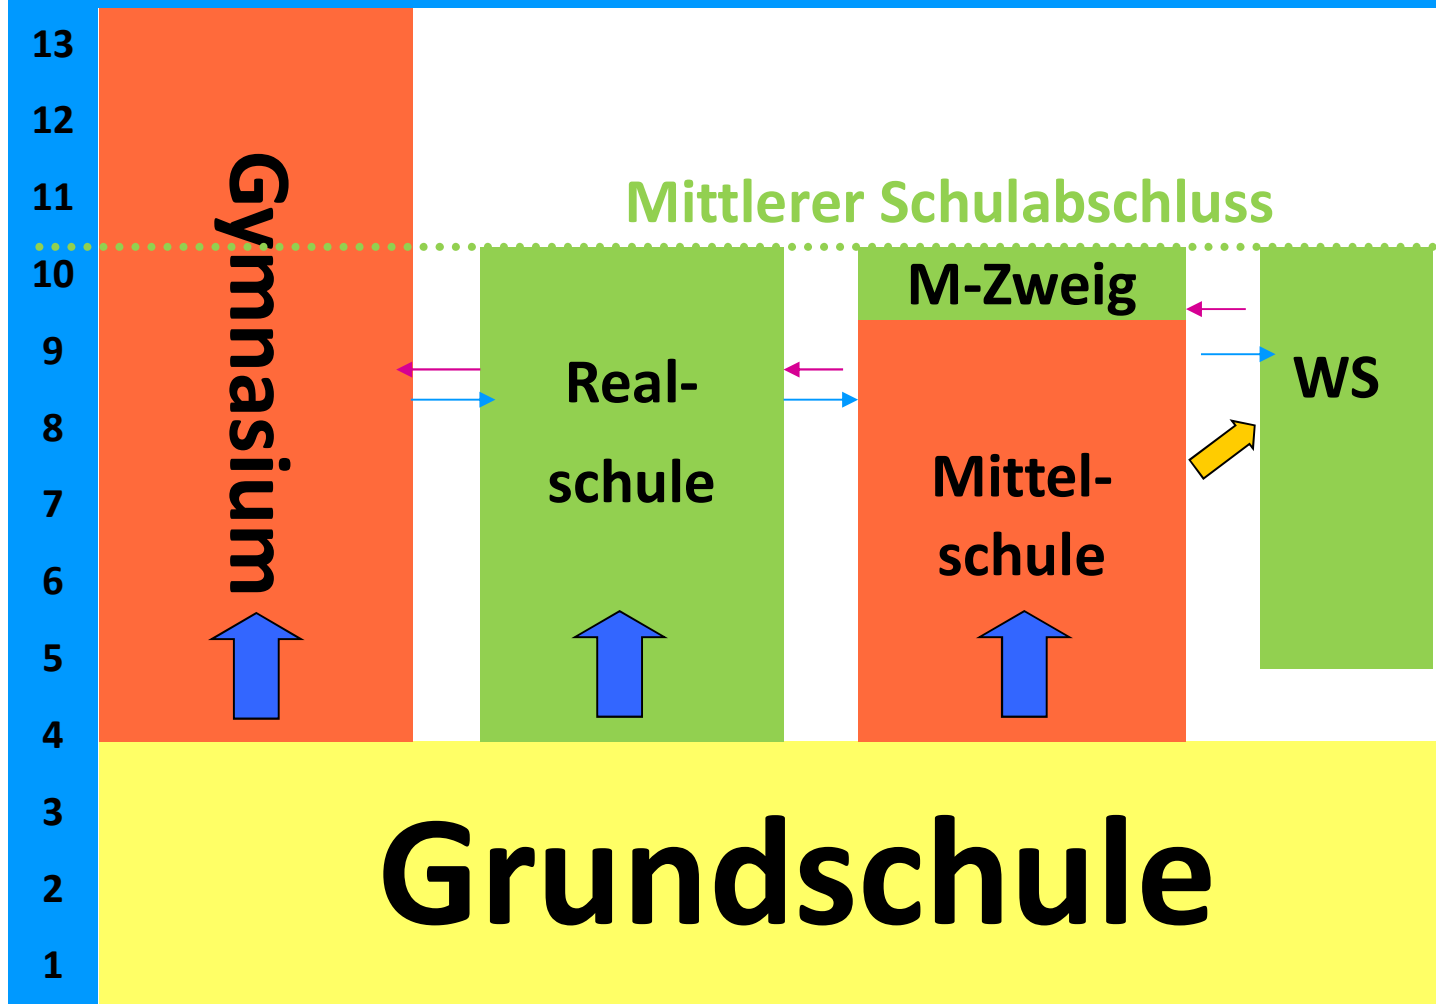 13
12
11
10
9
8
7
6
5
4
3
2
1
Gymnasium
Mittlerer Schulabschluss
Real-
schule
M-Zweig
Mittel-
schule
WS
Grundschule